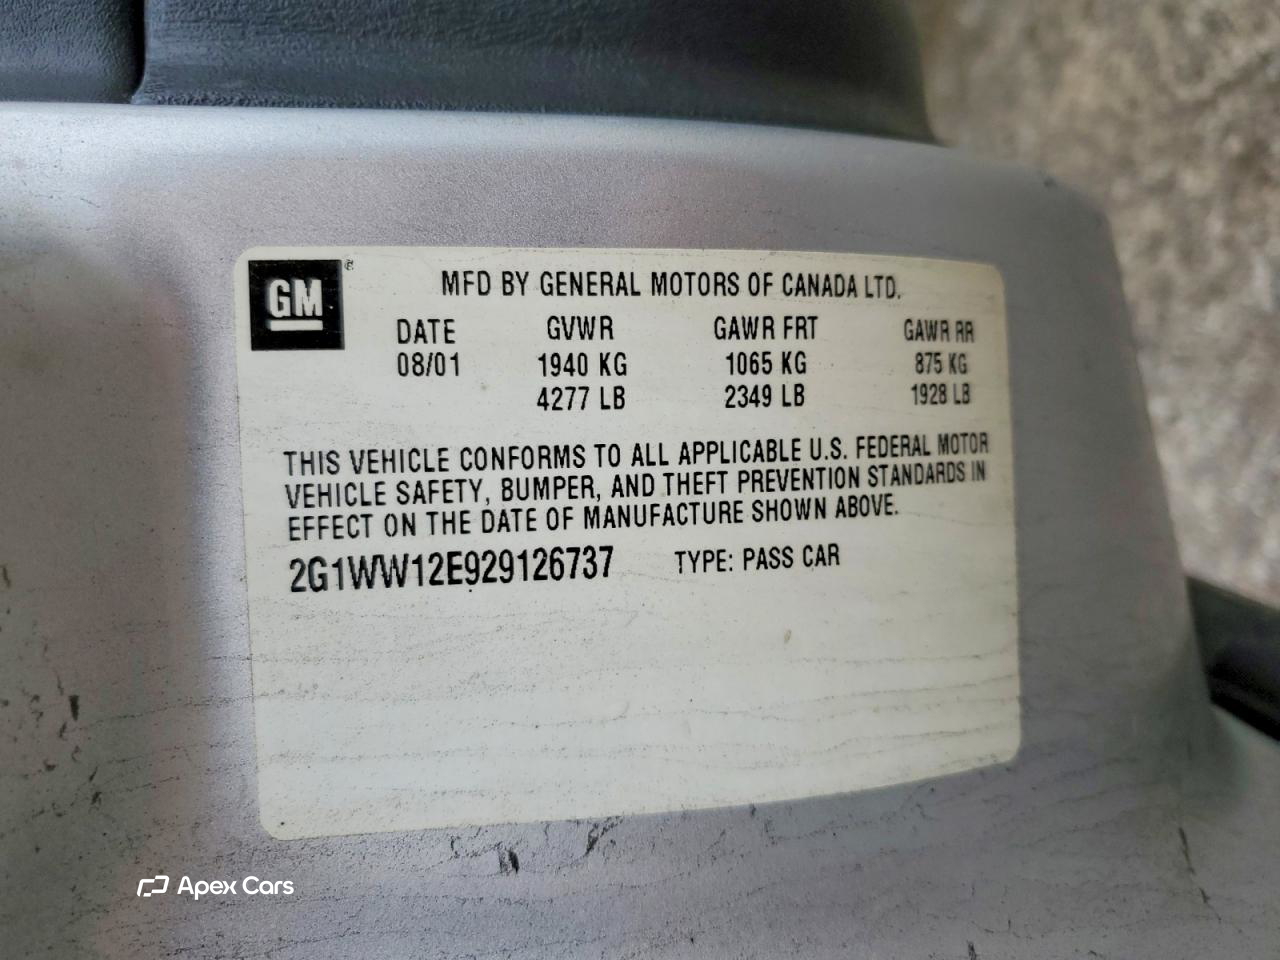 GM
MFD BY GENERAL MOTORS OF CANADA LTD.
DATE GVWR GAWR FRT GAWR RR
08/01 1940 KG 1065 KG 875 KG
4277 LB 2349 LB 1928 LB
THIS VEHICLE CONFORMS TO ALL APPLICABLE U.S. FEDERAL MOTOR
VEHICLE SAFETY, BUMPER, AND THEFT PREVENTION STANDARDS IN
EFFECT ON THE DATE OF MANUFACTURE SHOWN ABOVE.
2G1WW12E929126737 TYPE: PASS CAR
Apex Cars